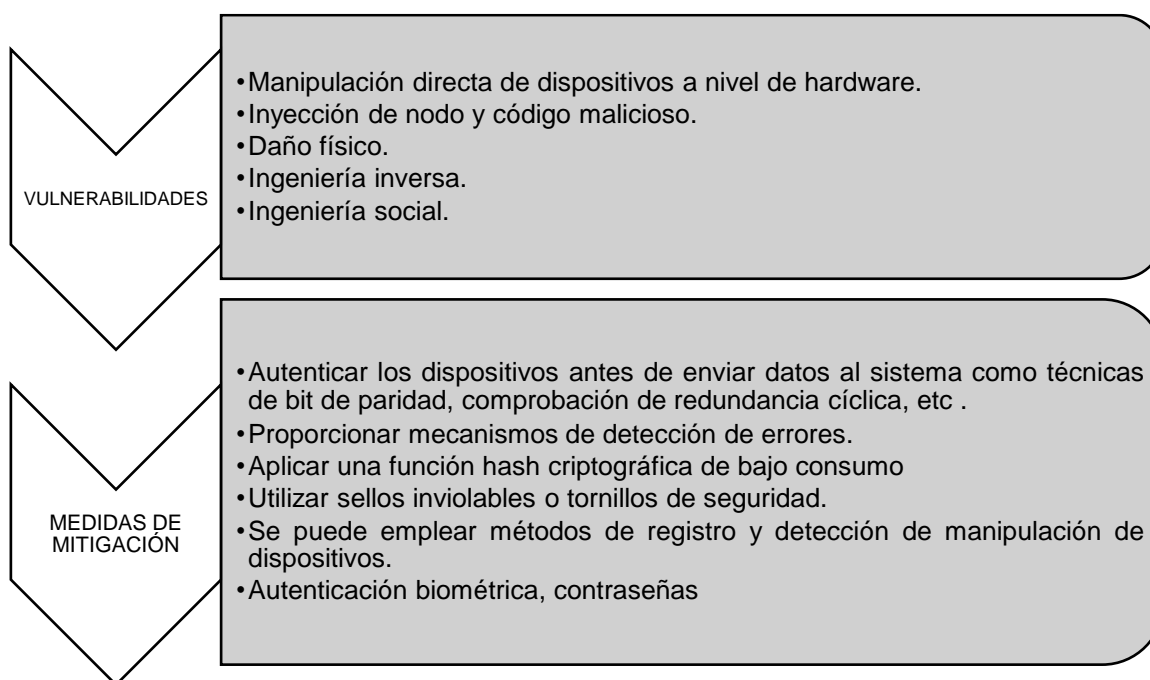 VULNERABILIDADES
•Manipulación directa de dispositivos a nivel de hardware.
•Inyección de nodo y código malicioso.
•Daño físico.
•Ingeniería inversa.
•Ingeniería social.
MEDIDAS DE
MITIGACIÓN
•Autenticar los dispositivos antes de enviar datos al sistema como técnicas
de bit de paridad, comprobación de redundancia cíclica, etc .
•Proporcionar mecanismos de detección de errores.
•Aplicar una función hash criptográfica de bajo consumo
•Utilizar sellos inviolables o tornillos de seguridad.
•Se puede emplear métodos de registro y detección de manipulación de
dispositivos.
•Autenticación biométrica, contraseñas